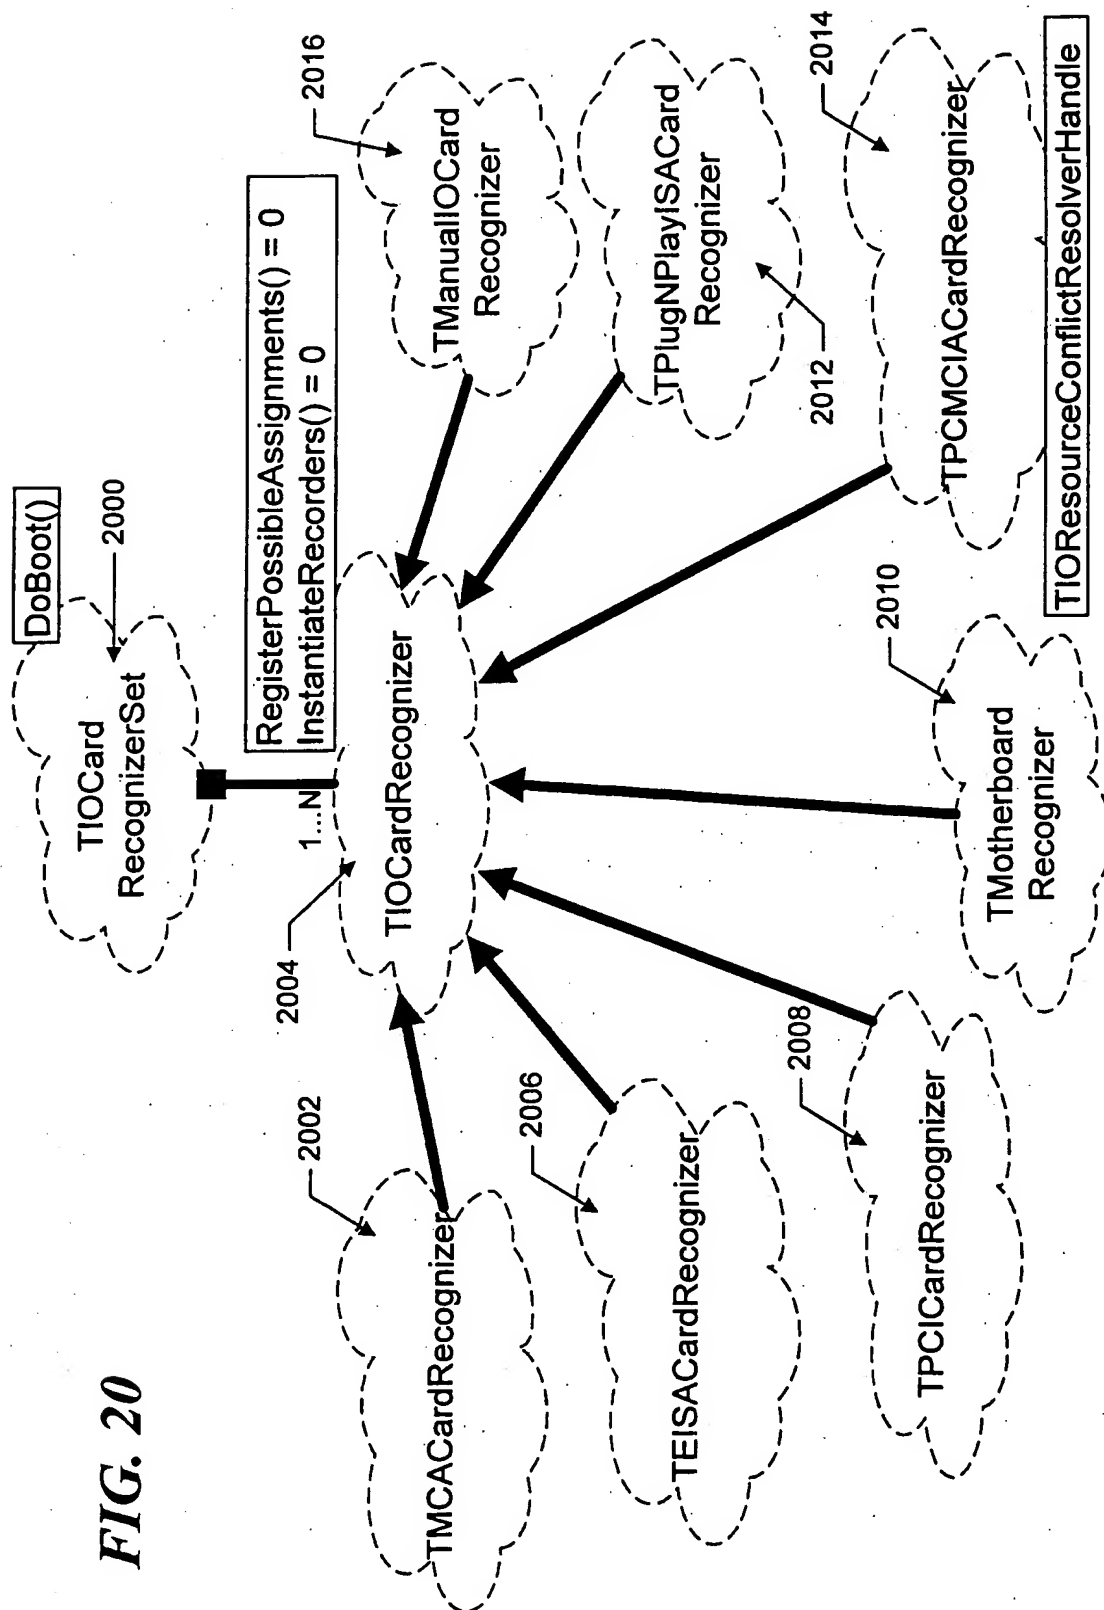 FIG. 20
DoBoot()
2000
TIOCard
RecognizerSet
RegisterPossibleAssignments() = 0
InstantiateRecorders() = 0
1...N
2004
TIOCardRecognizer
2002
TMCACardRecognizer
2016
TManualIOCard
Recognizer
2006
TEISACardRecognizer
TPlugNPlayISACard
Recognizer
2012
2008
TPCICardRecognizer
2010
TMotherboard
Recognizer
2014
TPCMCIACardRecognizer
TIOResourceConflictResolverHandle